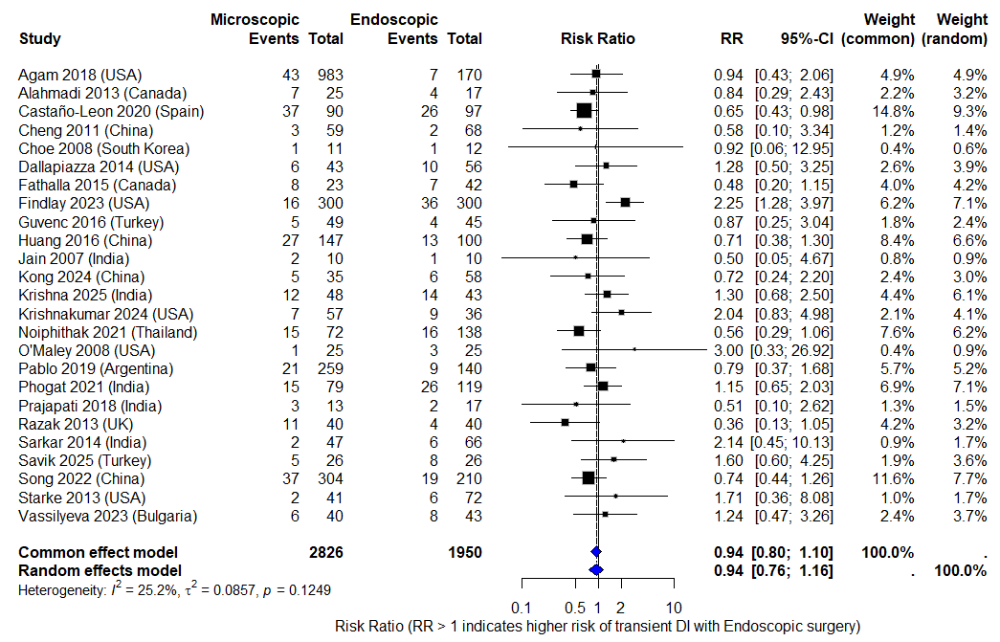 Microscopic Endoscopic Weight Weight
Study Events Total Events Total Risk Ratio RR 95%-CI (common) (random)
Agam 2018 (USA) 43 983 7 170 0.94 [0.43; 2.06] 4.9% 4.9%
Alahmadi 2013 (Canada) 7 25 4 17 0.84 [0.29; 2.43] 2.2% 3.2%
Castaño-Leon 2020 (Spain) 37 90 26 97 0.65 [0.43; 0.98] 14.8% 9.3%
Cheng 2011 (China) 3 59 2 68 0.58 [0.10; 3.34] 1.2% 1.4%
Choe 2008 (South Korea) 1 11 1 12 0.92 [0.06; 12.95] 0.4% 0.6%
Dallapiazza 2014 (USA) 6 43 10 56 1.28 [0.50; 3.25] 2.6% 3.9%
Fathalla 2015 (Canada) 8 23 7 42 0.48 [0.20; 1.15] 4.0% 4.3%
Findlay 2023 (USA) 16 300 36 300 2.25 [1.28; 3.97] 6.2% 7.1%
Guvenc 2016 (Turkey) 5 49 4 45 0.87 [0.25; 3.04] 1.8% 2.4%
Huang 2016 (China) 27 147 13 100 0.71 [0.38; 1.30] 8.4% 6.6%
Jain 2007 (India) 2 10 1 10 0.50 [0.05; 4.67] 0.8% 0.9%
Kong 2024 (China) 5 35 6 58 0.72 [0.24; 2.20] 2.4% 3.0%
Krishna 2025 (India) 12 48 14 43 1.30 [0.68; 2.50] 4.4% 6.1%
Krishnakumar 2024 (USA) 7 57 9 36 2.04 [0.83; 4.98] 2.1% 4.1%
Noiphithak 2021 (Thailand) 15 72 16 138 0.56 [0.29; 1.06] 7.6% 6.2%
O'Maley 2008 (USA) 1 25 3 25 3.00 [0.33; 26.92] 0.4% 0.9%
Pablo 2019 (Argentina) 21 259 9 140 0.79 [0.37; 1.68] 5.7% 5.2%
Phogat 2021 (India) 15 79 26 119 1.15 [0.65; 2.03] 6.9% 7.1%
Prajapati 2018 (India) 3 13 2 17 0.51 [0.10; 2.62] 1.3% 1.5%
Razak 2013 (UK) 11 40 4 40 0.36 [0.13; 1.05] 4.2% 3.2%
Sarkar 2014 (India) 2 47 6 66 2.14 [0.45; 10.13] 0.9% 1.7%
Savik 2025 (Turkey) 5 26 8 26 1.60 [0.60; 4.25] 1.9% 3.6%
Song 2022 (China) 37 304 19 210 0.74 [0.44; 1.26] 11.6% 7.7%
Starke 2013 (USA) 2 41 6 72 1.71 [0.36; 8.08] 1.0% 1.7%
Vassilyeva 2023 (Bulgaria) 6 40 8 43 1.24 [0.47; 3.26] 2.4% 3.7%
Common effect model 2826 1950 0.94 [0.80; 1.10] 100.0% .
Random effects model 0.94 [0.76; 1.16] . 100.0%
Heterogeneity: I² = 25.2%, τ² = 0.0857, p = 0.1249
0.1 0.5 1 2 10
Risk Ratio (RR > 1 indicates higher risk of transient DI with Endoscopic surgery)